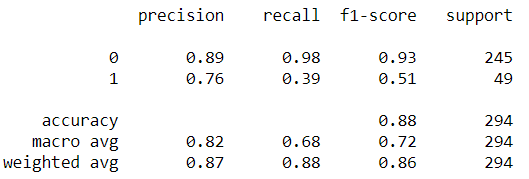 precision recall f1-score support
0 0.89 0.98 0.93 245
1 0.76 0.39 0.51 49
accuracy 0.88 294
macro avg 0.82 0.68 0.72 294
weighted avg 0.87 0.88 0.86 294